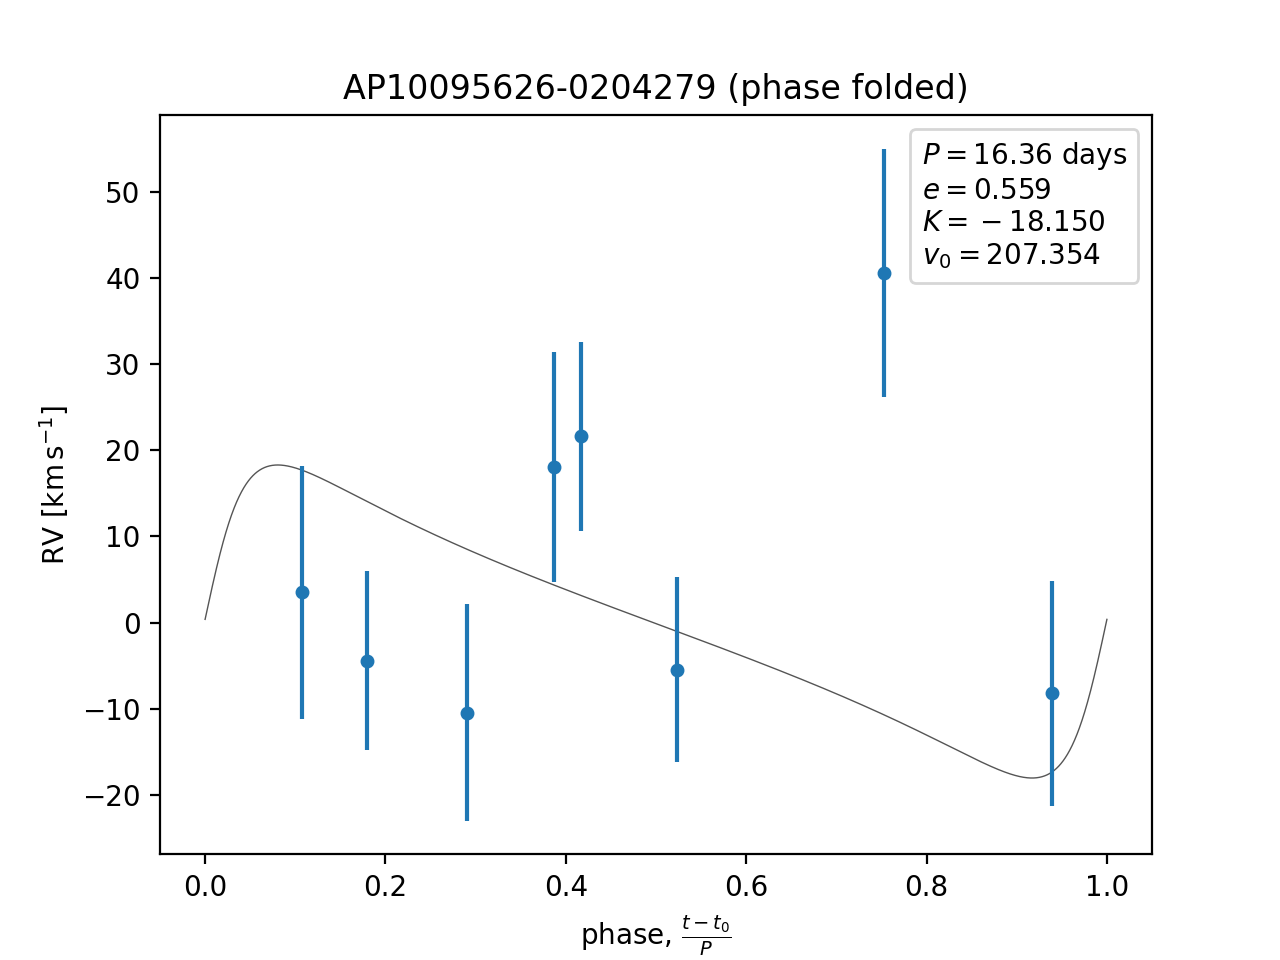 AP10095626-0204279 (phase folded)
P = 16.36 days
e = 0.559
K = −18.150
v₀ = 207.354
RV [km s⁻¹]
50
40
30
20
10
0
−10
−20
0.0 0.2 0.4 0.6 0.8 1.0
phase, (t − t₀)/P